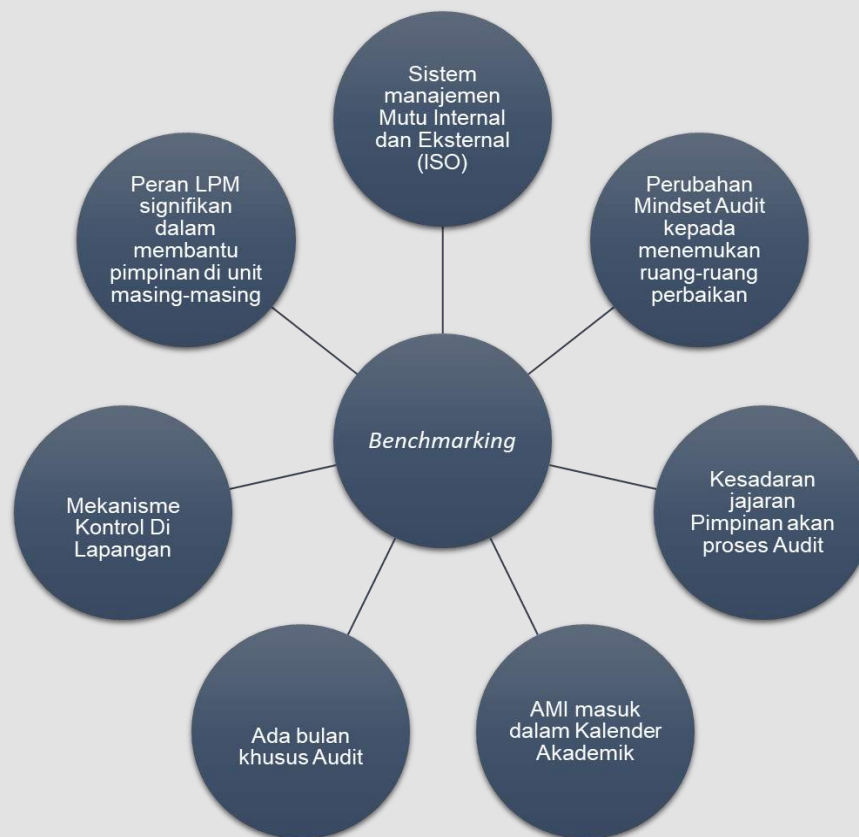 Sistem
manajemen
Mutu Internal
dan Eksternal
(ISO)
Peran LPM
signifikan
dalam
membantu
pimpinan di unit
masing-masing
Perubahan
Mindset Audit
kepada
menemukan
ruang-ruang
perbaikan
Benchmarking
Mekanisme
Kontrol Di
Lapangan
Kesadaran
jajaran
Pimpinan akan
proses Audit
Ada bulan
khusus Audit
AMI masuk
dalam Kalender
Akademik